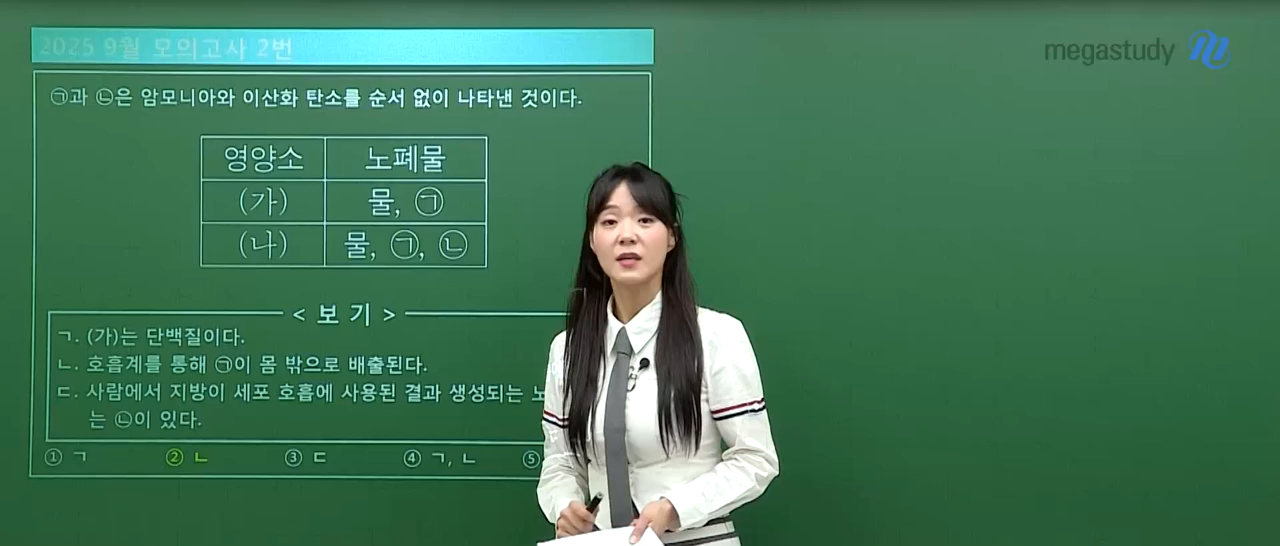 2025 9월 모의고사 2번
megastudy
㉠과 ㉡은 암모니아와 이산화 탄소를 순서 없이 나타낸 것이다.
영양소 노폐물
(가) 물, ㉠
(나) 물, ㉠, ㉡
< 보 기 >
ㄱ. (가)는 단백질이다.
ㄴ. 호흡계를 통해 ㉠이 몸 밖으로 배출된다.
ㄷ. 사람에서 지방이 세포 호흡에 사용된 결과 생성되는
는 ㉡이 있다.
① ㄱ ② ㄴ ③ ㄷ ④ ㄱ, ㄴ ⑤